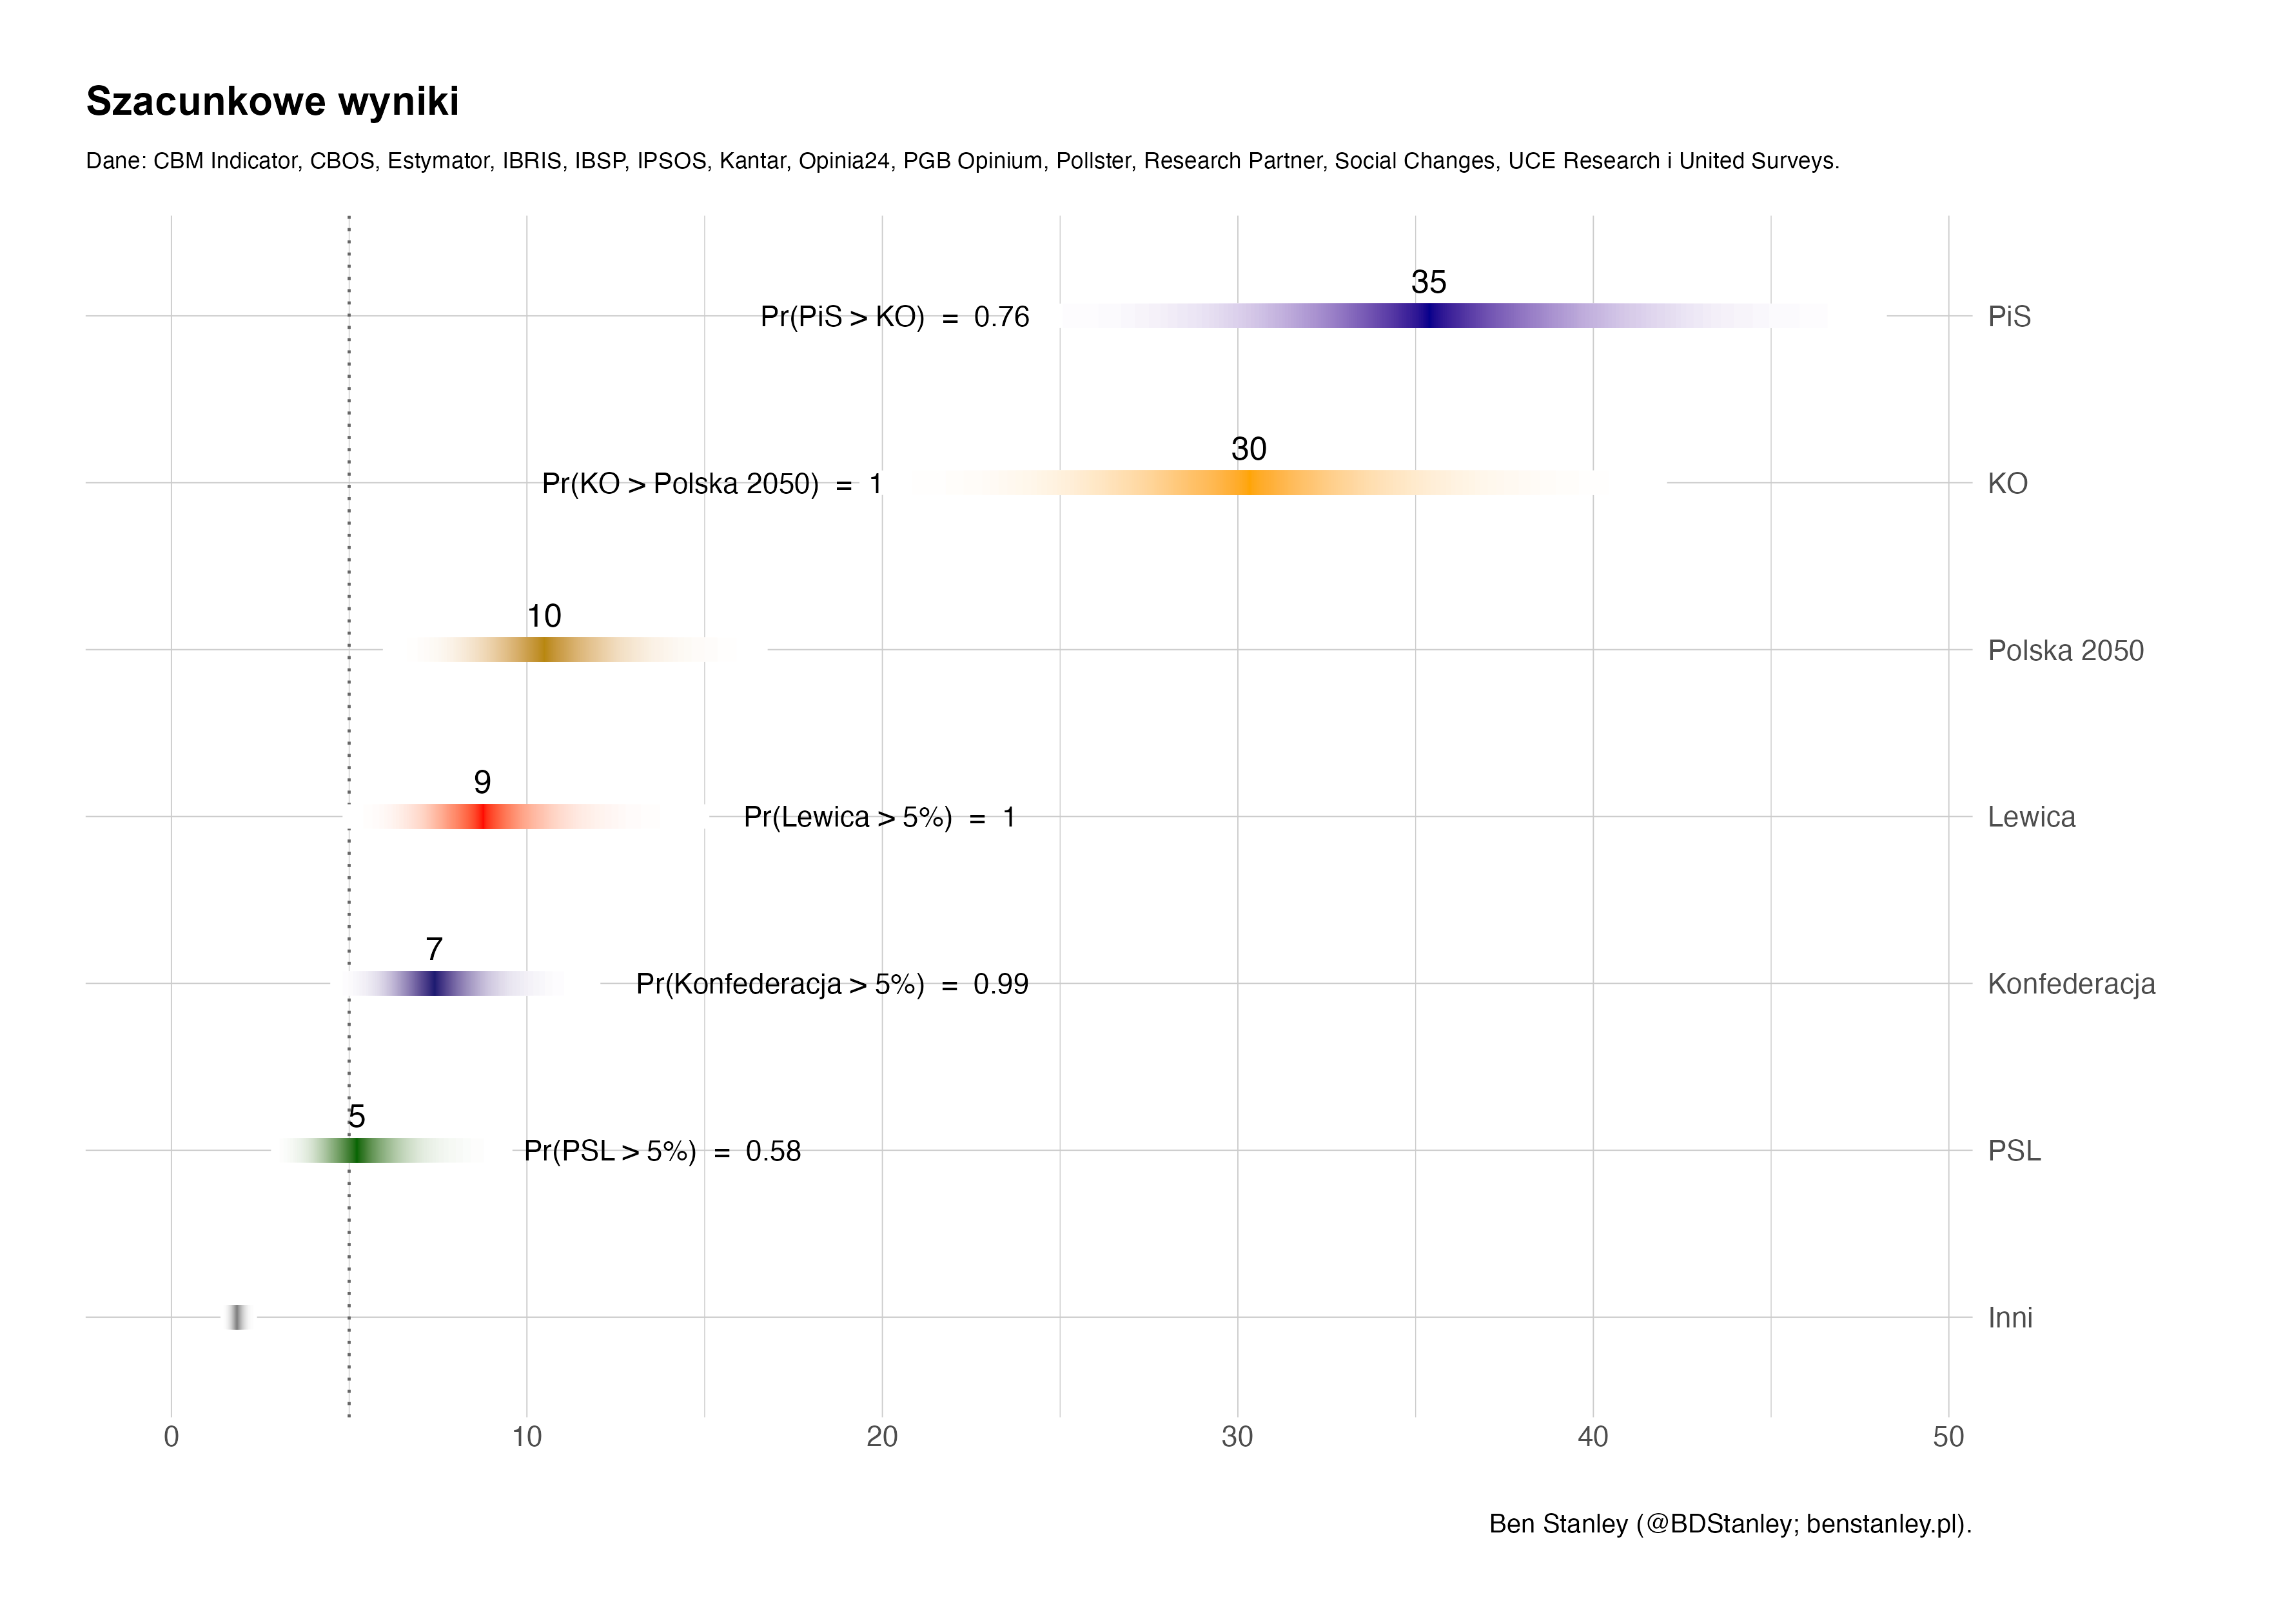 Szacunkowe wyniki
Dane: CBM Indicator, CBOS, Estymator, IBRIS, IBSP, IPSOS, Kantar, Opinia24, PGB Opinium, Pollster, Research Partner, Social Changes, UCE Research i United Surveys.
35
Pr(PiS > KO) = 0.76 PiS
30
Pr(KO > Polska 2050) = 1 KO
10
Polska 2050
9
Pr(Lewica > 5%) = 1 Lewica
7
Pr(Konfederacja > 5%) = 0.99 Konfederacja
5
Pr(PSL > 5%) = 0.58 PSL
Inni
0 10 20 30 40 50
Ben Stanley (@BDStanley; benstanley.pl).